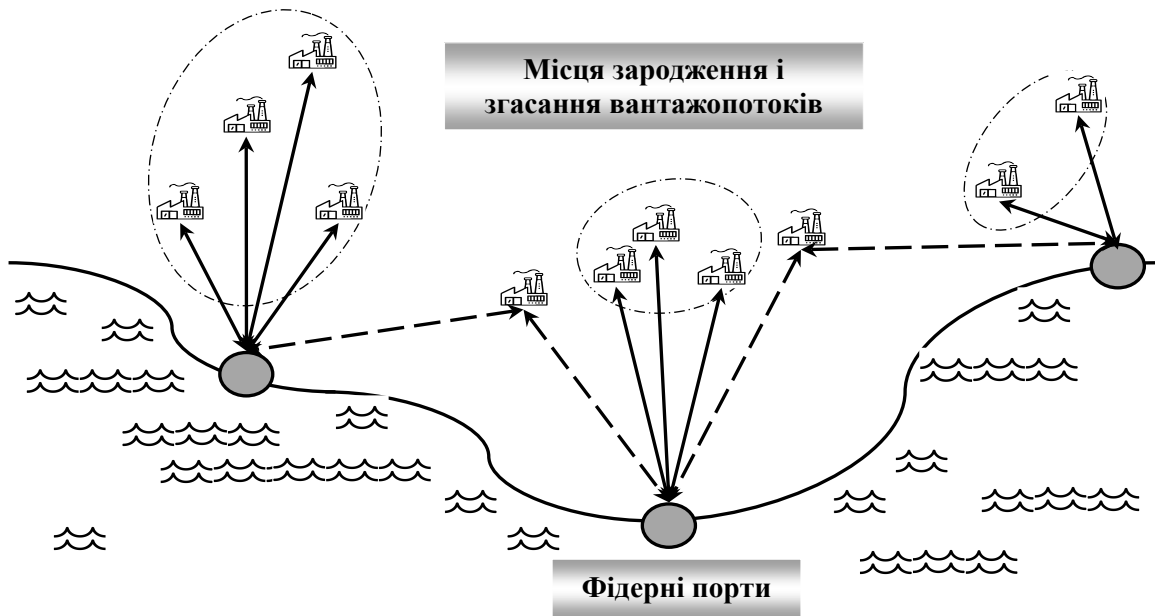 Місця зародження і
згасання вантажопотоків
Фідерні порти